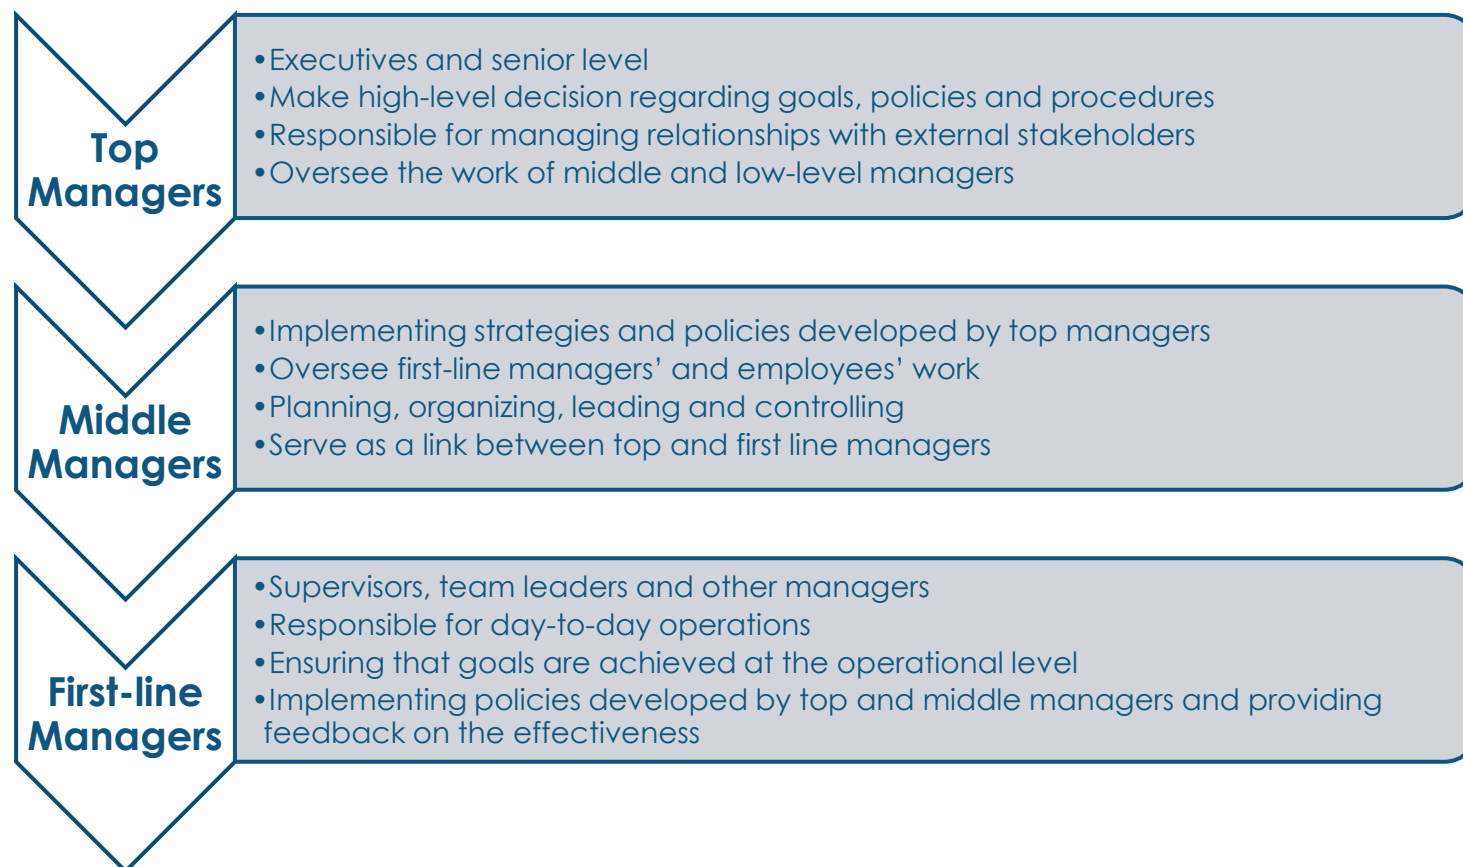 Top
Managers
•Executives and senior level
•Make high-level decision regarding goals, policies and procedures
•Responsible for managing relationships with external stakeholders
•Oversee the work of middle and low-level managers
Middle
Managers
•Implementing strategies and policies developed by top managers
•Oversee first-line managers’ and employees’ work
•Planning, organizing, leading and controlling
•Serve as a link between top and first line managers
First-line
Managers
•Supervisors, team leaders and other managers
•Responsible for day-to-day operations
•Ensuring that goals are achieved at the operational level
•Implementing policies developed by top and middle managers and providing
feedback on the effectiveness